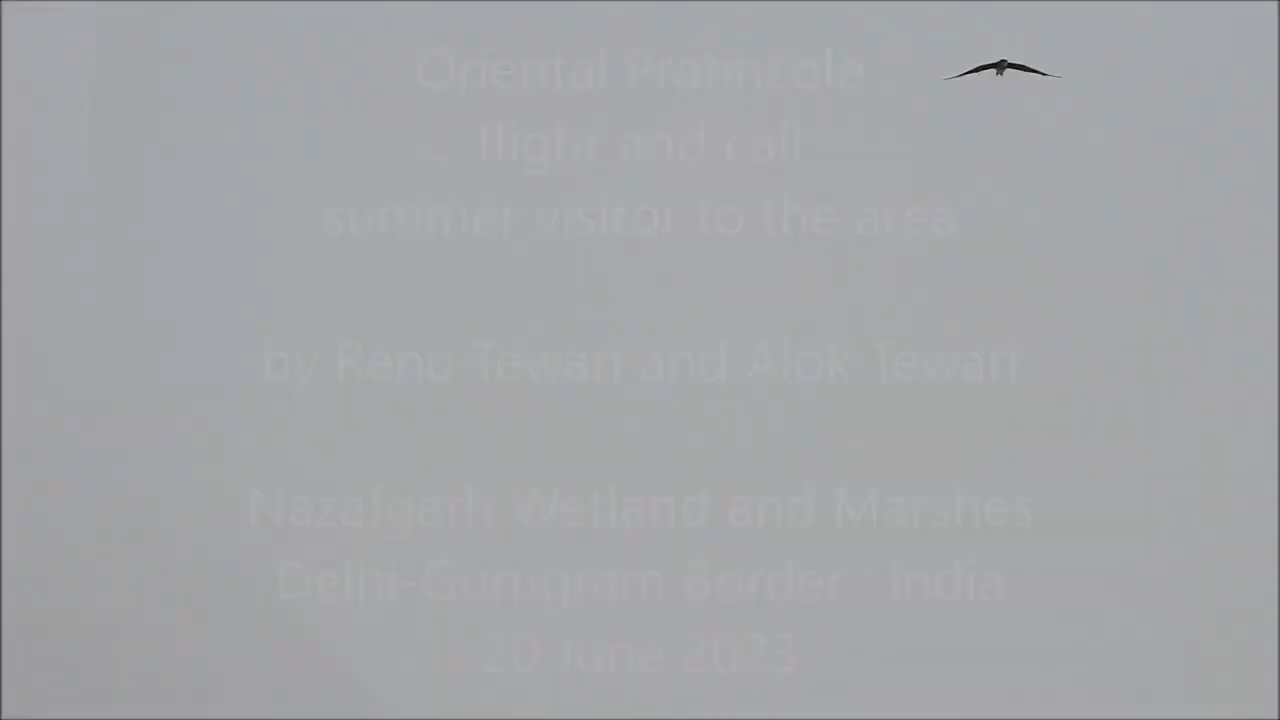 Oriental Pratincole
flight and call
summer visitor to the area
by Renu Tewari and Alok Tewari
Nazafgarh Wetland and Marshes
Delhi-Gurugram Border India
20 June 2023